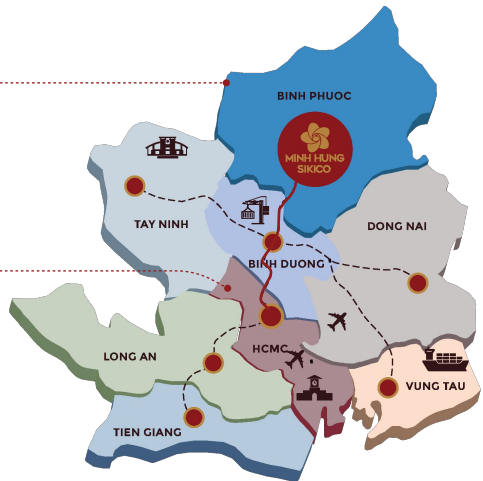 BINH PHUOC
MINH HUNG
SIKICO
TAY NINH
DONG NAI
BINH DUONG
HCMC
LONG AN
VUNG TAU
TIEN GIANG